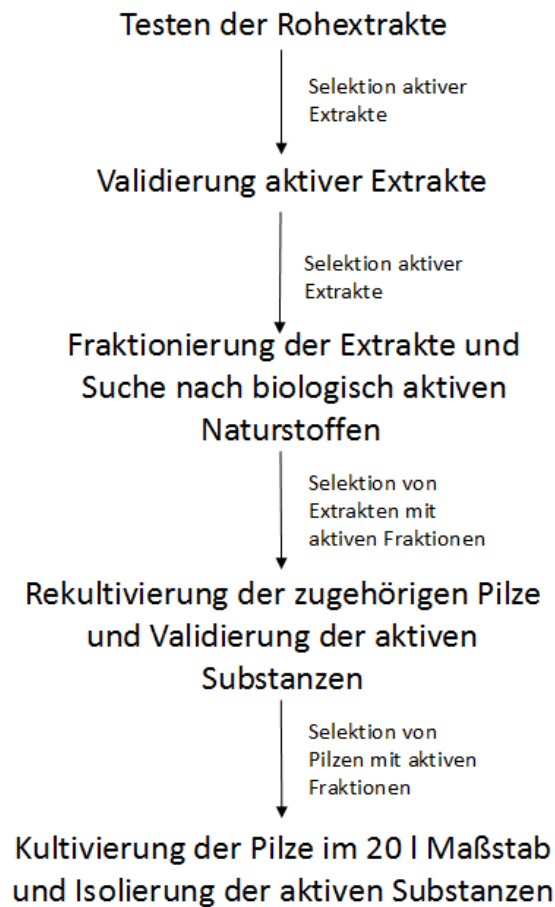 Testen der Rohextrakte
Selektion aktiver
Extrakte
Validierung aktiver Extrakte
Selektion aktiver
Extrakte
Fraktionierung der Extrakte und
Suche nach biologisch aktiven
Naturstoffen
Selektion von
Extrakten mit
aktiven Fraktionen
Rekultivierung der zugehörigen Pilze
und Validierung der aktiven
Substanzen
Selektion von
Pilzen mit aktiven
Fraktionen
Kultivierung der Pilze im 20 l Maßstab
und Isolierung der aktiven Substanzen